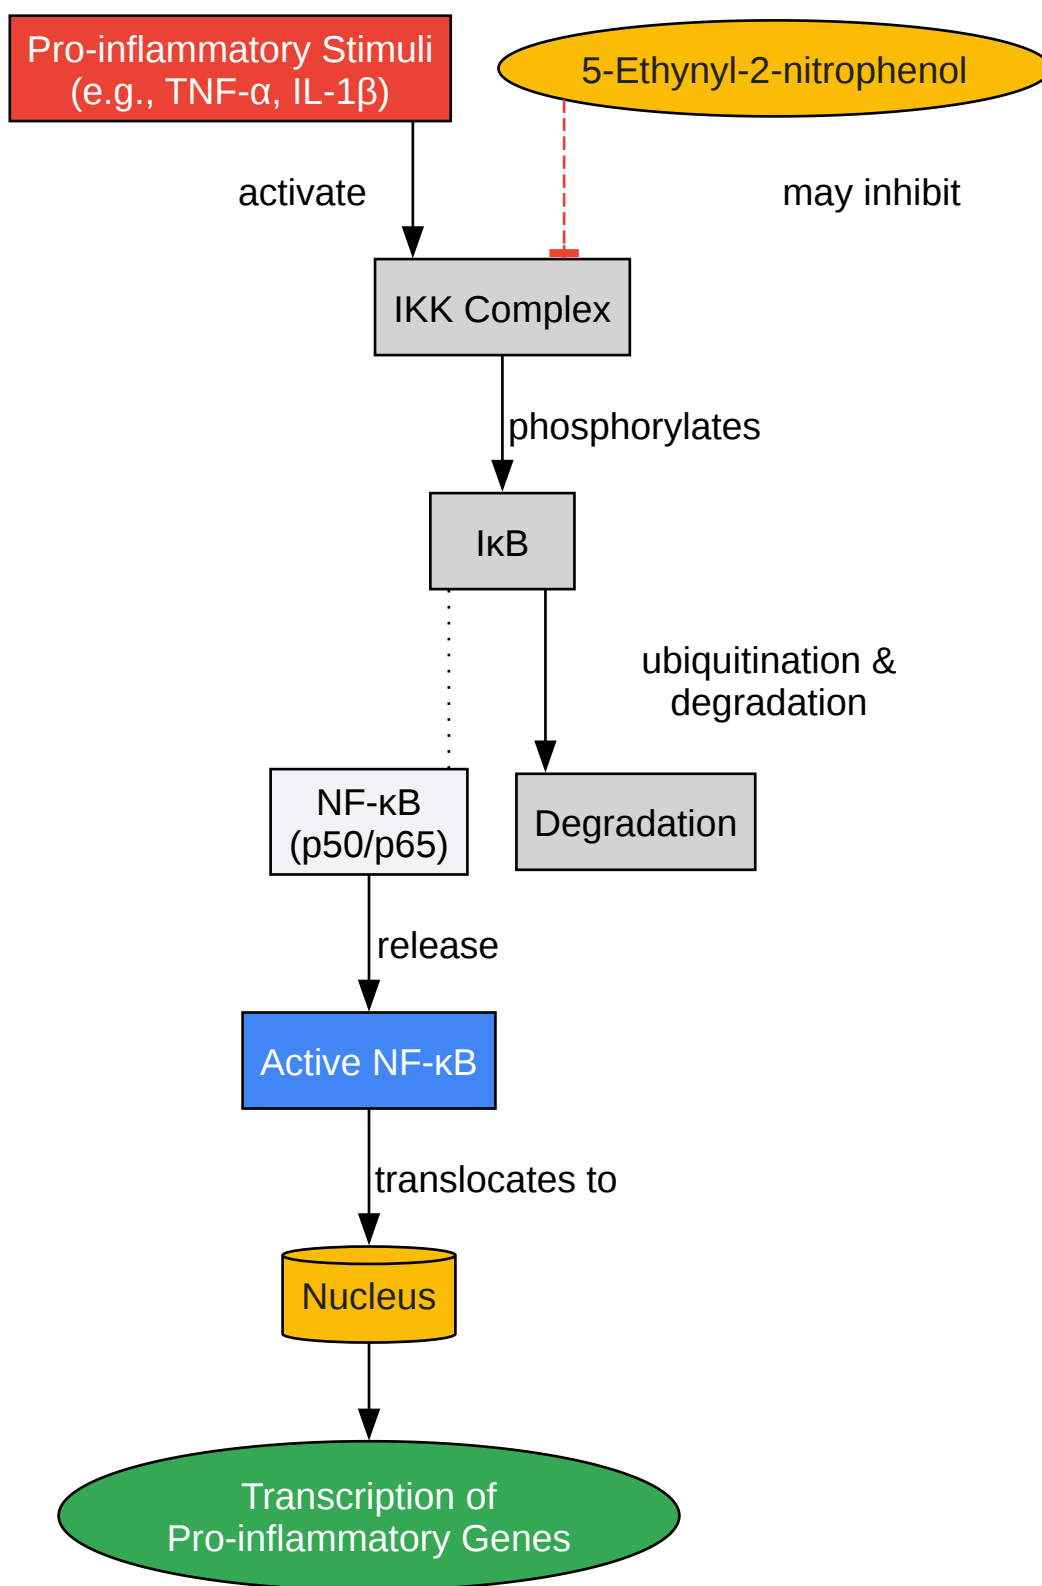 Pro-inflammatory Stimuli
(e.g., TNF-α, IL-1β)
5-Ethynyl-2-nitrophenol
activate
may inhibit
IKK Complex
phosphorylates
IκB
ubiquitination &
degradation
NF-κB
(p50/p65)
Degradation
release
Active NF-κB
translocates to
Nucleus
Transcription of
Pro-inflammatory Genes